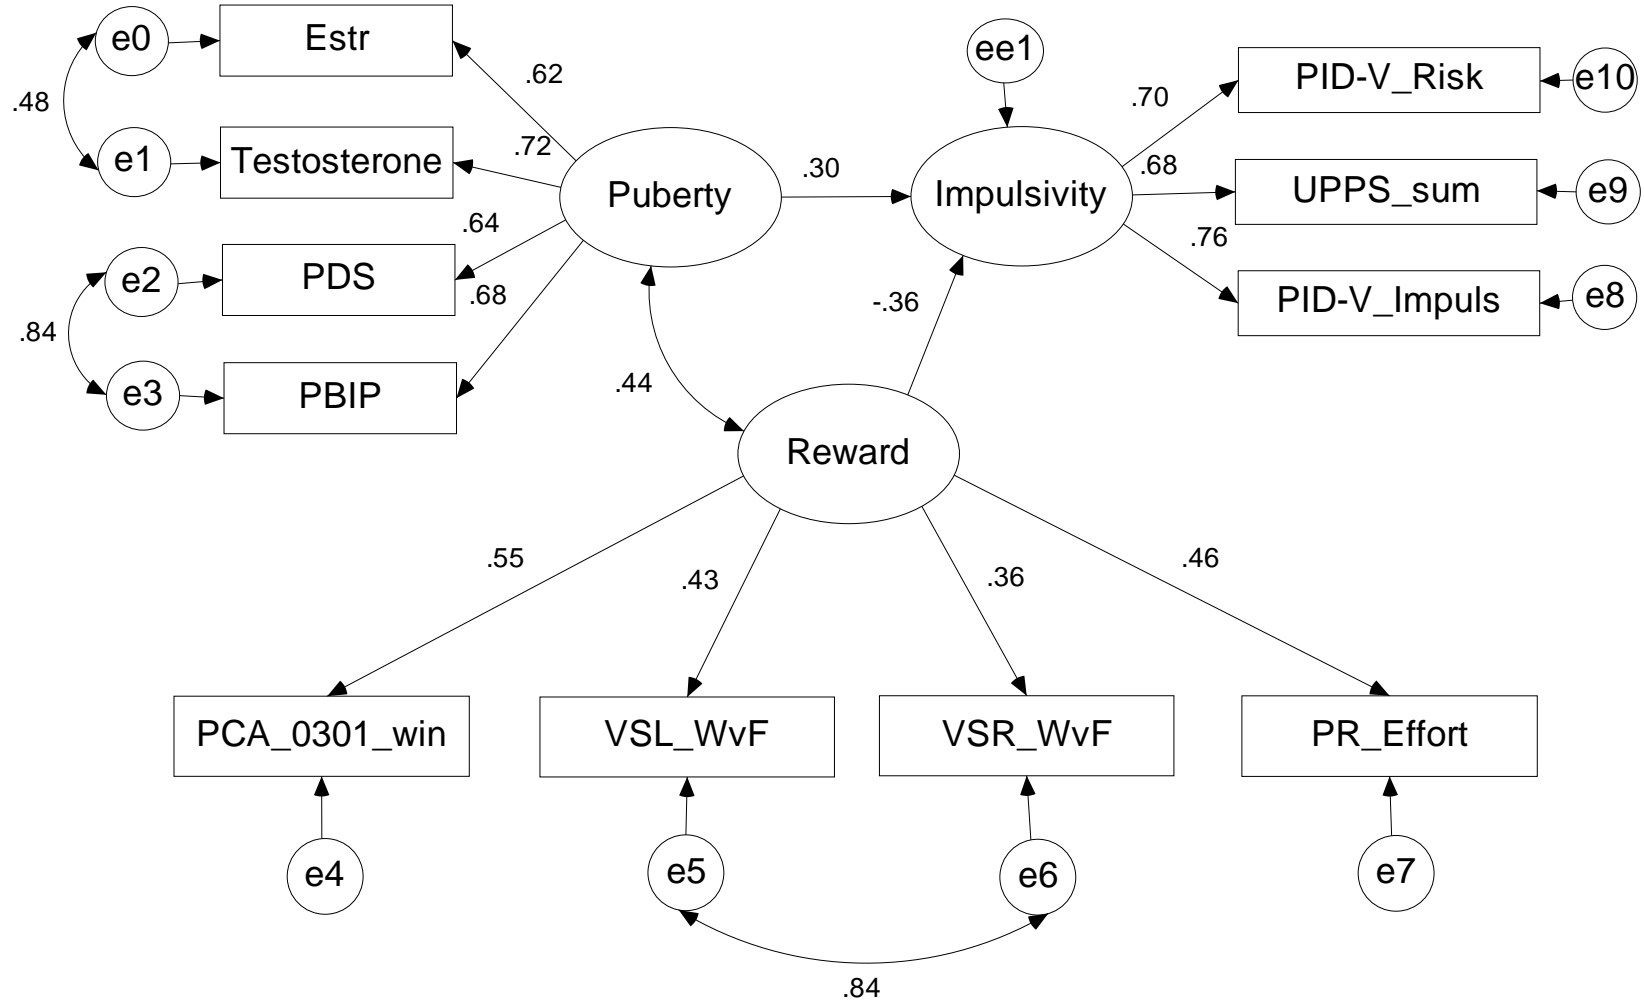 e0
Estr
.62
.48
e1
Testosterone
.72
Puberty
.64
e2
PDS
.68
.84
e3
PBIP
.44
.30
ee1
Impulsivity
-.36
.70
PID-V_Risk
e10
.68
UPPS_sum
e9
.76
PID-V_Impuls
e8
Reward
.55
.43
.36
.46
PCA_0301_win
VSL_WvF
VSR_WvF
PR_Effort
e4
e5
e6
e7
.84